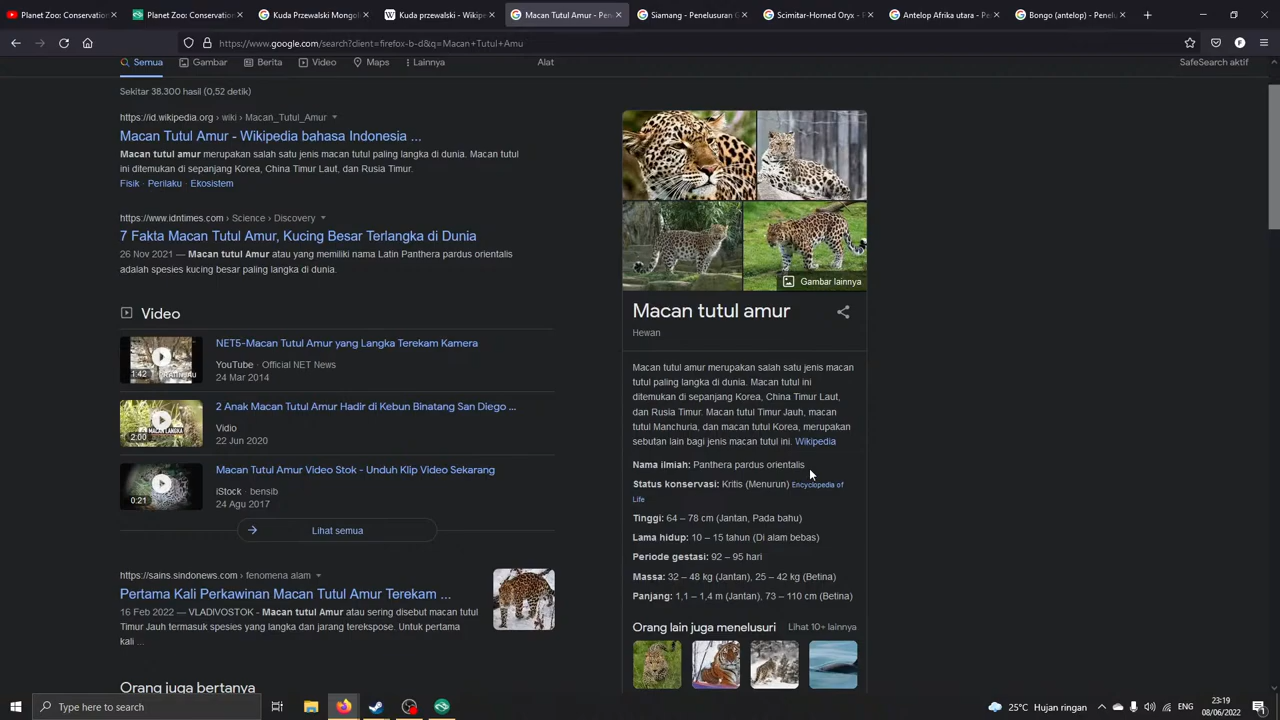 Planet Zoo: Conservation
Planet Zoo: Conservation
Kuda Przewalski Mongol
Kuda przewalski - Wikipe
Macan Tutul Amur - Pen
Siamang - Penelusuran G
Scimitar-Horned Oryx - P
Antelop Afrika utara - Pe
Bongo (antelop) - Penelu
https://www.google.com/search?client=firefox-b-d&q=Macan+Tutul+Amu
Semua Gambar Berita Video Maps Lainnya Alat SafeSearch aktif
Sekitar 38.300 hasil (0,52 detik)
https://id.wikipedia.org › wiki › Macan_Tutul_Amur
Macan Tutul Amur - Wikipedia bahasa Indonesia ...
Macan tutul amur merupakan salah satu jenis macan tutul paling langka di dunia. Macan tutul
ini ditemukan di sepanjang Korea, China Timur Laut, dan Rusia Timur.
Fisik · Perilaku · Ekosistem
https://www.idntimes.com › Science › Discovery
7 Fakta Macan Tutul Amur, Kucing Besar Terlangka di Dunia
26 Nov 2021 — Macan tutul Amur atau yang memiliki nama Latin Panthera pardus orientalis
adalah spesies kucing besar paling langka di dunia.
Video
NET5-Macan Tutul Amur yang Langka Terekam Kamera
YouTube · Official NET News
24 Mar 2014
1:42
2 Anak Macan Tutul Amur Hadir di Kebun Binatang San Diego ...
Vidio
22 Jun 2020
2:00
Macan Tutul Amur Video Stok - Unduh Klip Video Sekarang
iStock · bensib
24 Agu 2017
0:21
Lihat semua
https://sains.sindonews.com › fenomena alam
Pertama Kali Perkawinan Macan Tutul Amur Terekam ...
16 Feb 2022 — VLADIVOSTOK - Macan tutul Amur atau sering disebut macan tutul
Timur Jauh termasuk spesies yang langka dan jarang terekspose. Untuk pertama
kali ...
Orang juga bertanya
Gambar lainnya
Macan tutul amur
Hewan
Macan tutul amur merupakan salah satu jenis macan
tutul paling langka di dunia. Macan tutul ini
ditemukan di sepanjang Korea, China Timur Laut,
dan Rusia Timur. Macan tutul Timur Jauh, macan
tutul Manchuria, dan macan tutul Korea, merupakan
sebutan lain bagi jenis macan tutul ini. Wikipedia
Nama ilmiah: Panthera pardus orientalis
Status konservasi: Kritis (Menurun) Encyclopedia of
Life
Tinggi: 64 – 78 cm (Jantan, Pada bahu)
Lama hidup: 10 – 15 tahun (Di alam bebas)
Periode gestasi: 92 – 95 hari
Massa: 32 – 48 kg (Jantan), 25 – 42 kg (Betina)
Panjang: 1,1 – 1,4 m (Jantan), 73 – 110 cm (Betina)
Orang lain juga menelusuri Lihat 10+ lainnya
Type here to search
25°C Hujan ringan
ENG
23:19
08/06/2022